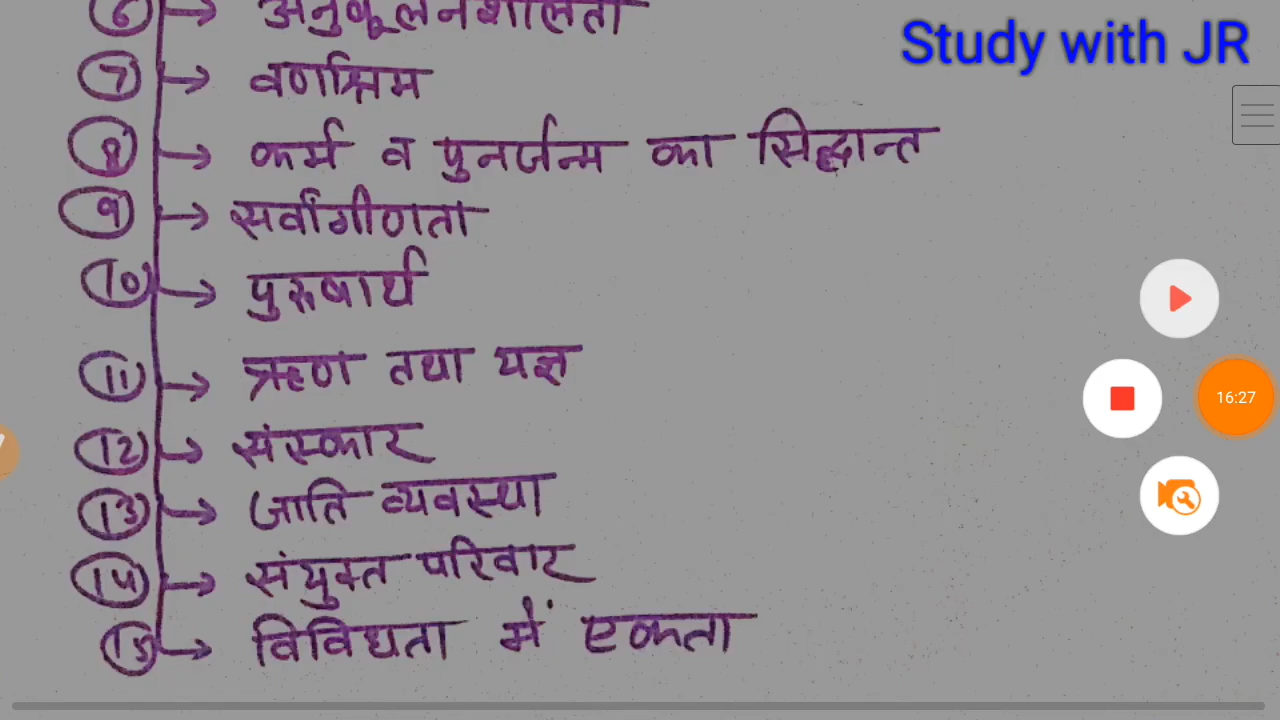 Study with JR
6 → अनुकूलनशीलता
7 → वर्णाश्रम
8 → कर्म व पुनर्जन्म का सिद्धान्त
9 → सर्वांगीणता
10 → पुरुषार्थ
11 → ऋण तथा यज्ञ
12 → संस्कार
13 → जाति व्यवस्था
14 → संयुक्त परिवार
15 → विविधता में एकता
16:27